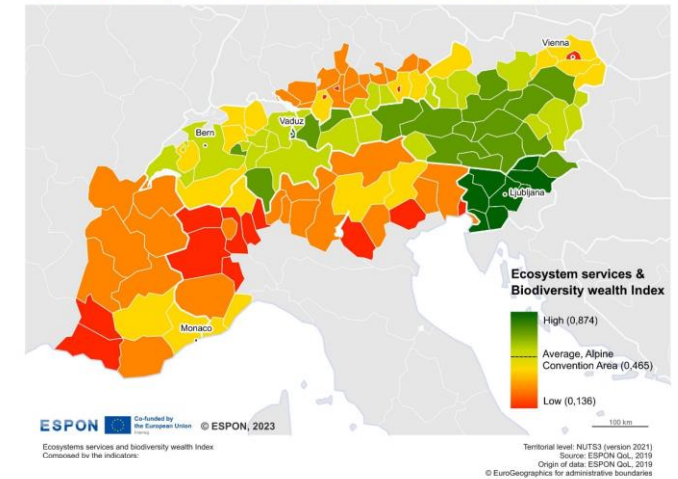 Vienna
Bern
Vaduz
Ljubljana
Monaco
Ecosystem services &
Biodiversity wealth Index
High (0,874)
Average, Alpine
Convention Area (0,465)
Low (0,136)
100 km
ESPON
Co-funded by
the European Union
Interreg
© ESPON, 2023
Ecosystems services and biodiversity wealth Index
Composed by the indicators:
Territorial level: NUTS3 (version 2021)
Source: ESPON QoL, 2019
Origin of data: ESPON QoL, 2019
© EuroGeographics for administrative boundaries